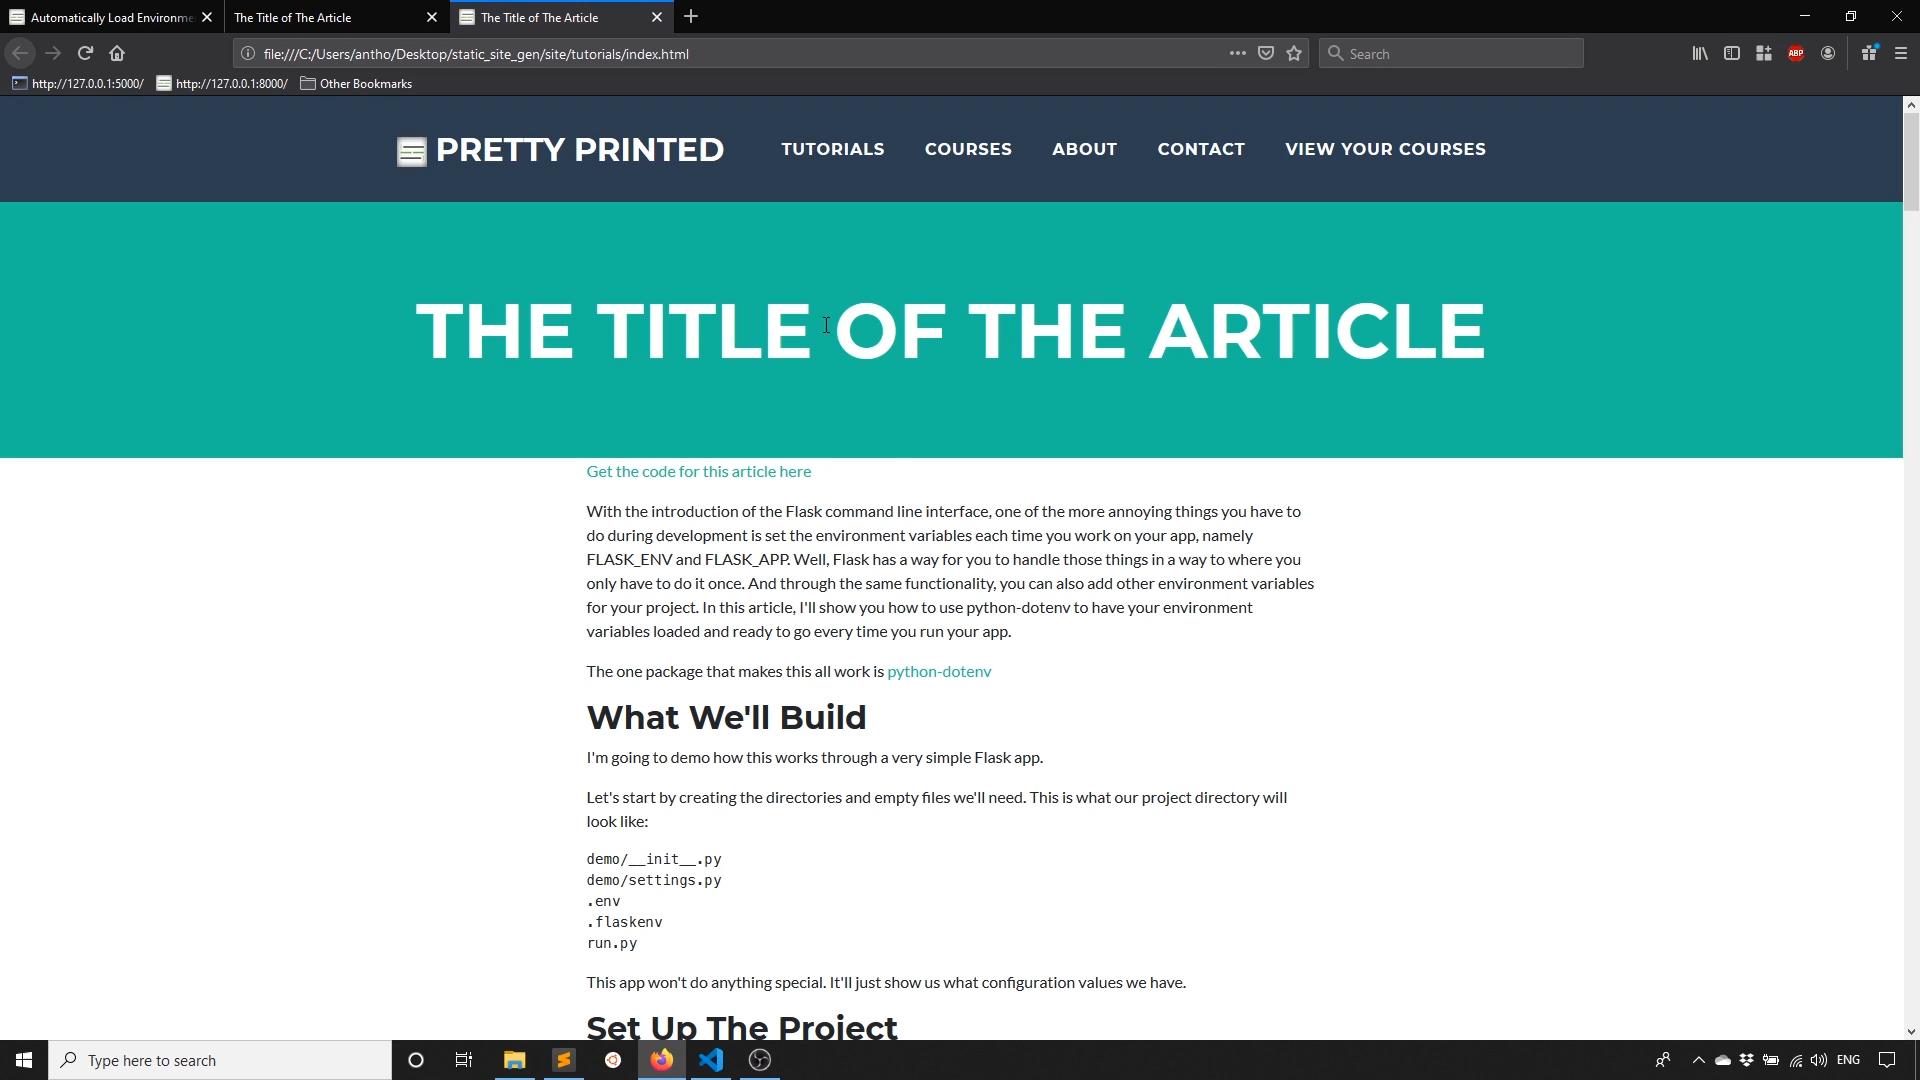 Automatically Load Environme
The Title of The Article
The Title of The Article
file:///C:/Users/antho/Desktop/static_site_gen/site/tutorials/index.html
Search
ABP
http://127.0.0.1:5000/
http://127.0.0.1:8000/
Other Bookmarks
PRETTY PRINTED
TUTORIALS
COURSES
ABOUT
CONTACT
VIEW YOUR COURSES
THE TITLE OF THE ARTICLE
Get the code for this article here
With the introduction of the Flask command line interface, one of the more annoying things you have to
do during development is set the environment variables each time you work on your app, namely
FLASK_ENV and FLASK_APP. Well, Flask has a way for you to handle those things in a way to where you
only have to do it once. And through the same functionality, you can also add other environment variables
for your project. In this article, I'll show you how to use python-dotenv to have your environment
variables loaded and ready to go every time you run your app.
The one package that makes this all work is python-dotenv
What We'll Build
I'm going to demo how this works through a very simple Flask app.
Let's start by creating the directories and empty files we'll need. This is what our project directory will
look like:
demo/__init__.py
demo/settings.py
.env
.flaskenv
run.py
This app won't do anything special. It'll just show us what configuration values we have.
Set Up The Project
Type here to search
ENG